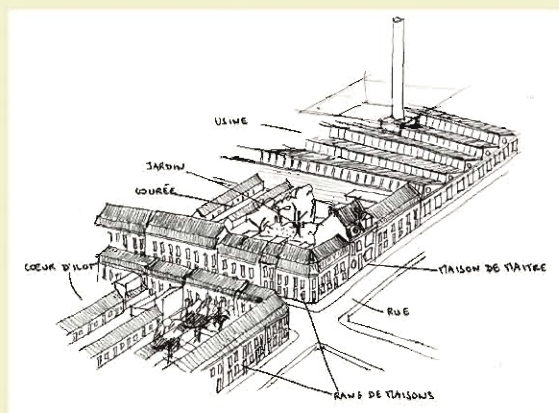 USINE
JARDIN
COURÉE
COEUR D'ILOT
MAISON DE MAITRE
RUE
RANG DE MAISONS